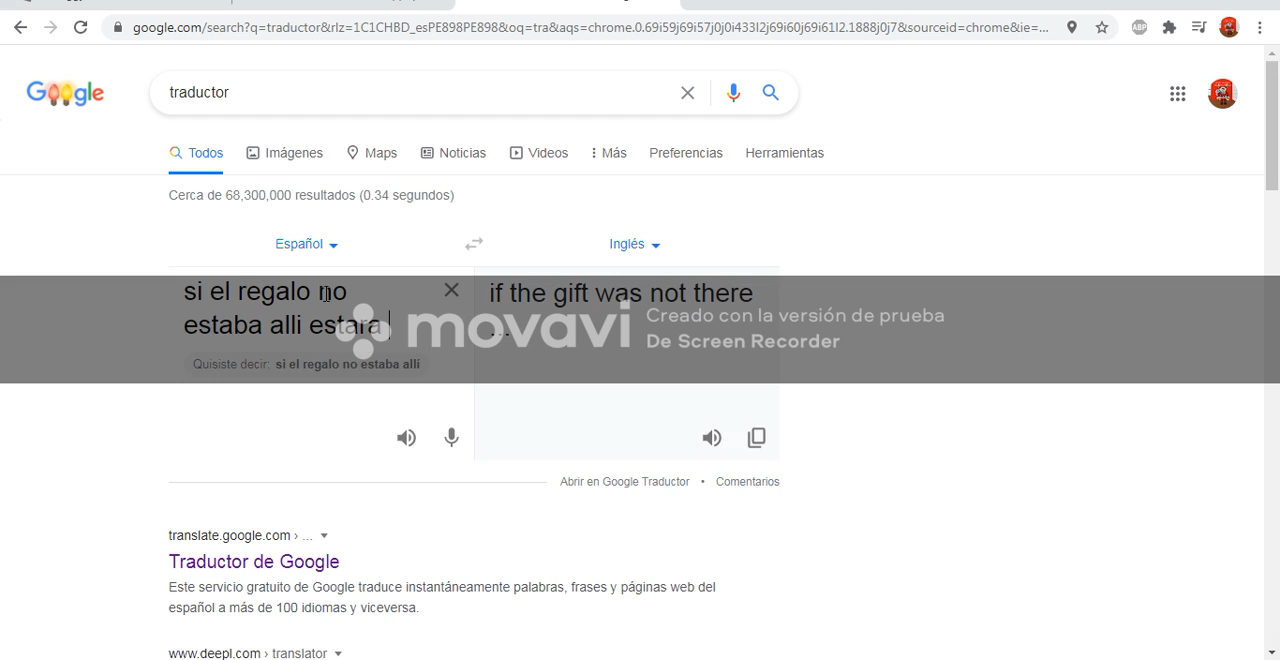 google.com/search?q=traductor&rlz=1C1CHBD_esPE898PE898&oq=tra&aqs=chrome.0.69i59j69i57j0j0i433l2j69i60j69i61l2.1888j0j7&sourceid=chrome&ie=...
ABP
Google
traductor
Todos Imágenes Maps Noticias Videos Más Preferencias Herramientas
Cerca de 68,300,000 resultados (0.34 segundos)
Español Inglés
si el regalo no
estaba alli estara
Quisiste decir: si el regalo no estaba allí
if the gift was not there
...
movavi
Creado con la versión de prueba
De Screen Recorder
Abrir en Google Traductor • Comentarios
translate.google.com › ...
Traductor de Google
Este servicio gratuito de Google traduce instantáneamente palabras, frases y páginas web del
español a más de 100 idiomas y viceversa.
www.deepl.com › translator